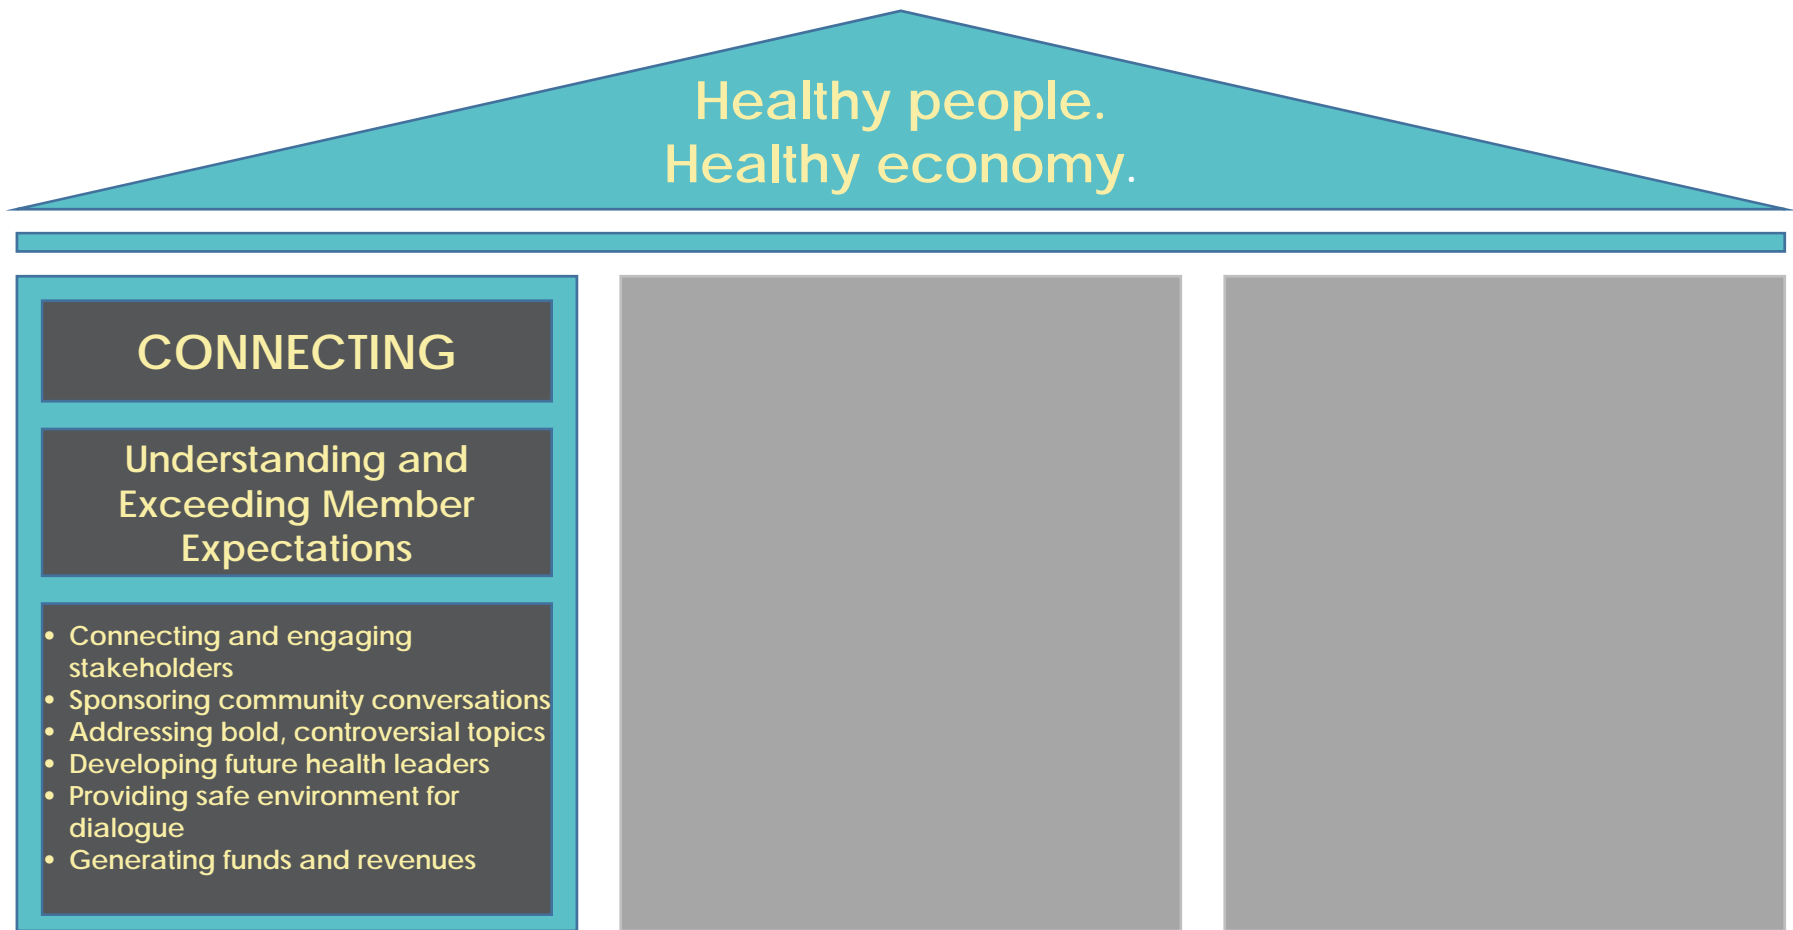 Healthy people.
Healthy economy.
CONNECTING
Understanding and
Exceeding Member
Expectations
• Connecting and engaging
stakeholders
• Sponsoring community conversations
• Addressing bold, controversial topics
• Developing future health leaders
• Providing safe environment for
dialogue
• Generating funds and revenues